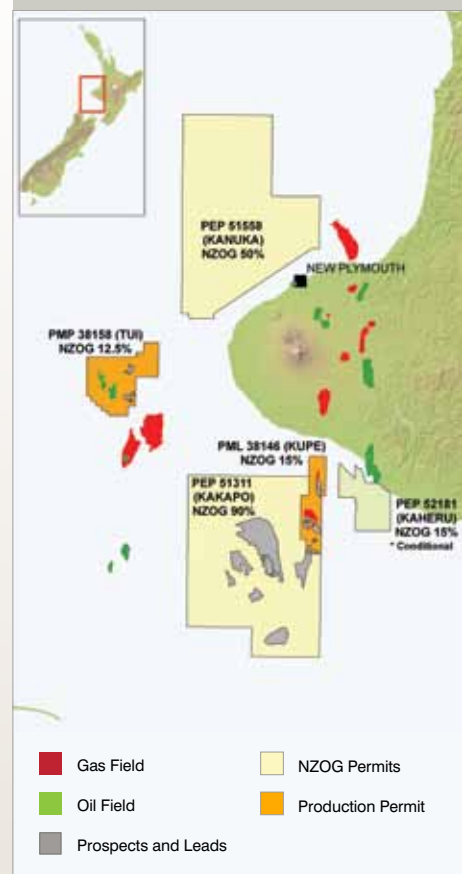 PEP 51558
(KANUKA)
NZOG 50%
NEW PLYMOUTH
PMP 38158 (TUI)
NZOG 12.5%
PML 38146 (KUPE)
NZOG 15%
PEP 51311
(KAKAPO)
NZOG 90%
PEP 52181
(KAHERU)
NZOG 15%
* Conditional
Gas Field
Oil Field
Prospects and Leads
NZOG Permits
Production Permit